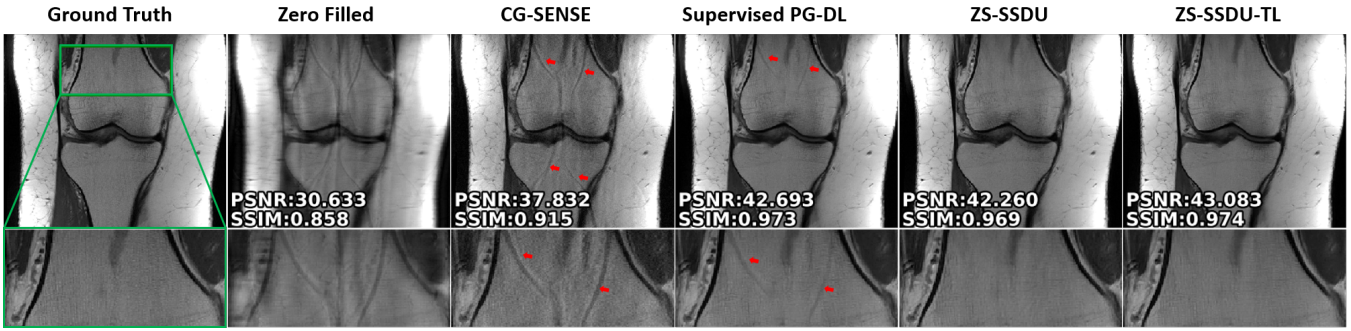 Ground Truth
Zero Filled
CG-SENSE
Supervised PG-DL
ZS-SSDU
ZS-SSDU-TL
PSNR:30.633
SSIM:0.858
PSNR:37.832
SSIM:0.915
PSNR:42.693
SSIM:0.973
PSNR:42.260
SSIM:0.969
PSNR:43.083
SSIM:0.974